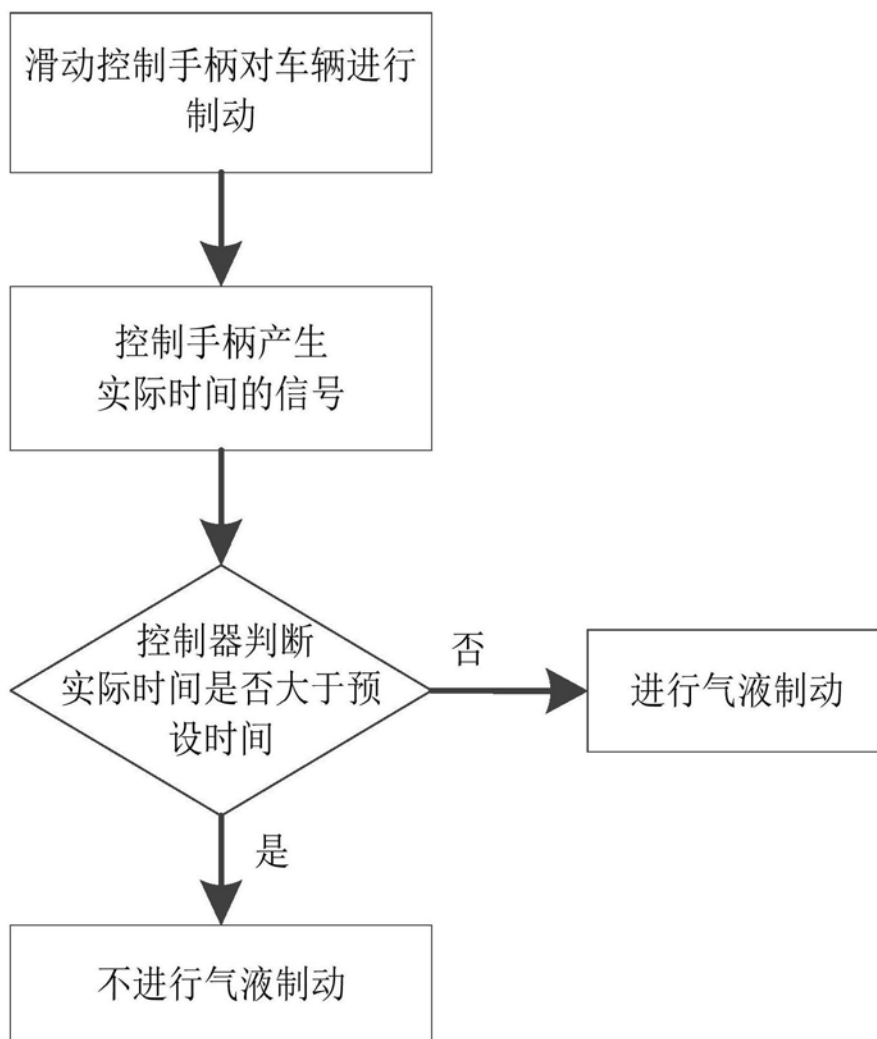 滑动控制手柄对车辆进行
制动
控制手柄产生
实际时间的信号
控制器判断
实际时间是否大于预
设时间
否
进行气液制动
是
不进行气液制动